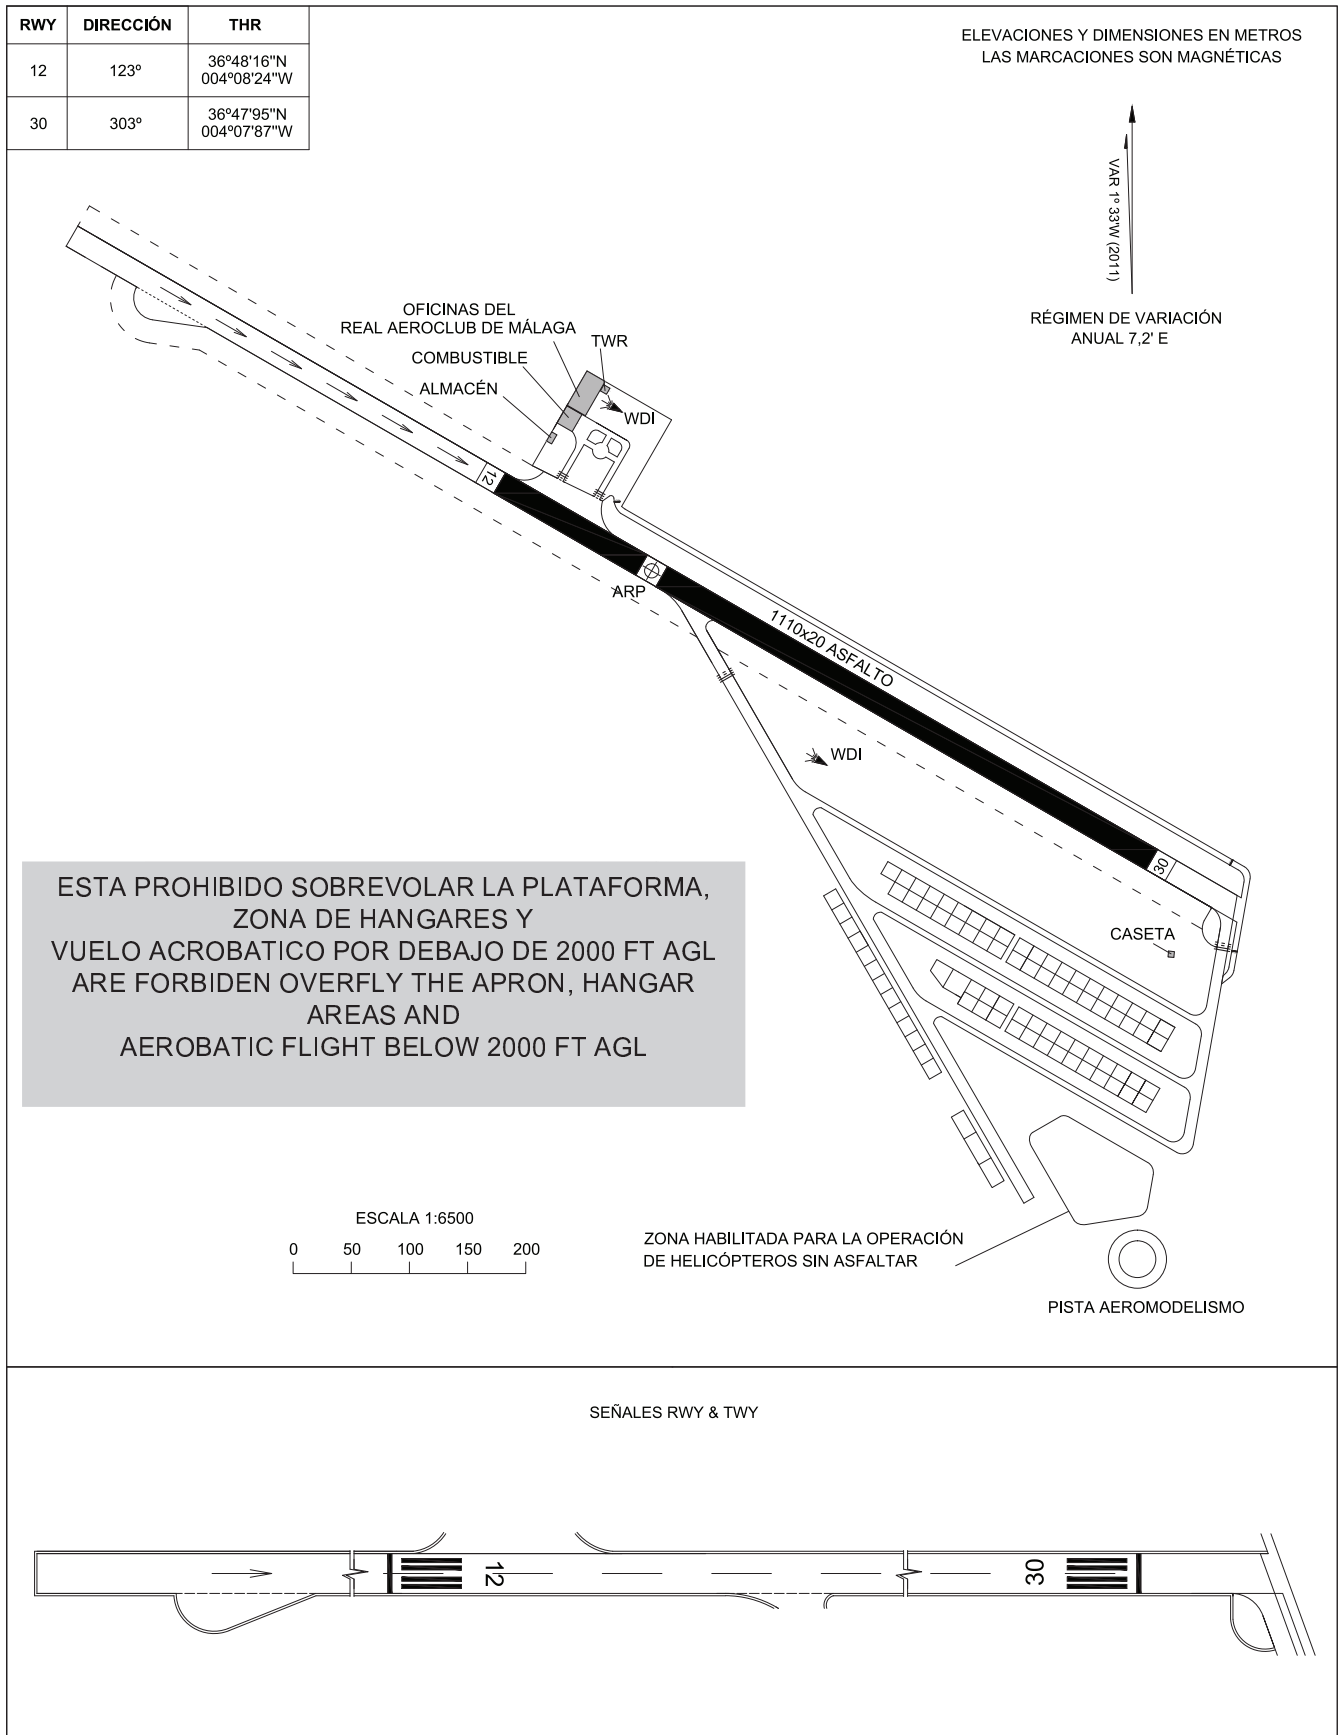 RWY DIRECCIÓN THR
12 123º 36º48'16"N
004º08'24"W
30 303º 36º47'95"N
004º07'87"W
ELEVACIONES Y DIMENSIONES EN METROS
LAS MARCACIONES SON MAGNÉTICAS
VAR 1º 33'W (2011)
RÉGIMEN DE VARIACIÓN
ANUAL 7,2' E
OFICINAS DEL
REAL AEROCLUB DE MÁLAGA
TWR
COMBUSTIBLE
ALMACÉN
WDI
12
ARP
1110x20 ASFALTO
WDI
30
CASETA
ESTA PROHIBIDO SOBREVOLAR LA PLATAFORMA,
ZONA DE HANGARES Y
VUELO ACROBATICO POR DEBAJO DE 2000 FT AGL
ARE FORBIDEN OVERFLY THE APRON, HANGAR
AREAS AND
AEROBATIC FLIGHT BELOW 2000 FT AGL
ESCALA 1:6500
0 50 100 150 200
ZONA HABILITADA PARA LA OPERACIÓN
DE HELICÓPTEROS SIN ASFALTAR
PISTA AEROMODELISMO
SEÑALES RWY & TWY
12
30